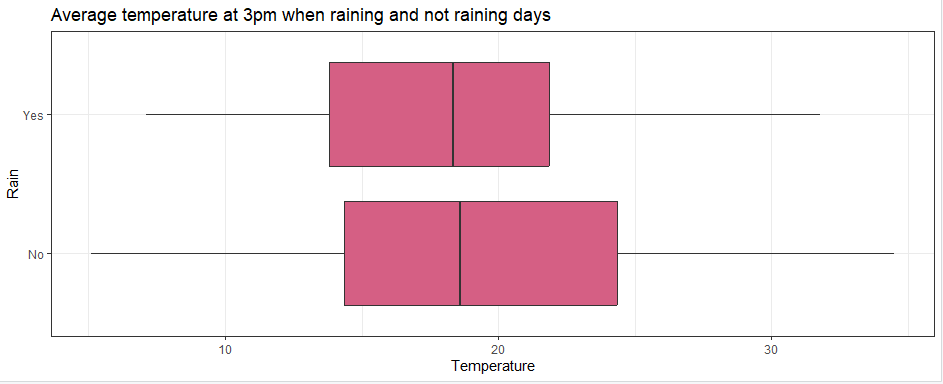 Average temperature at 3pm when raining and not raining days
Yes
Rain
No
10 20 30
Temperature